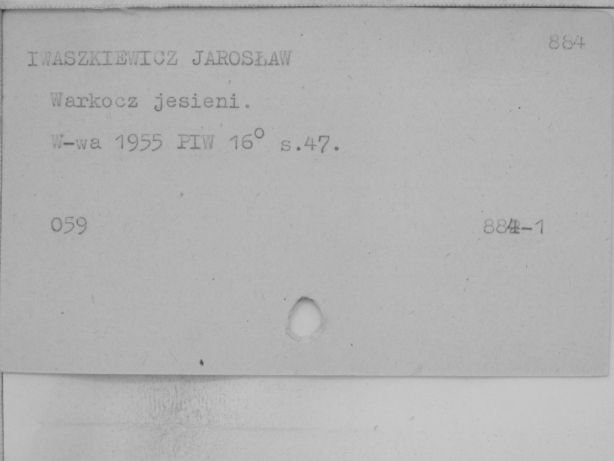 884
IWASZKIEWICZ JAROSŁAW
Warkocz jesieni.
W-wa 1955 PIW 16° s.47.
059 884-1